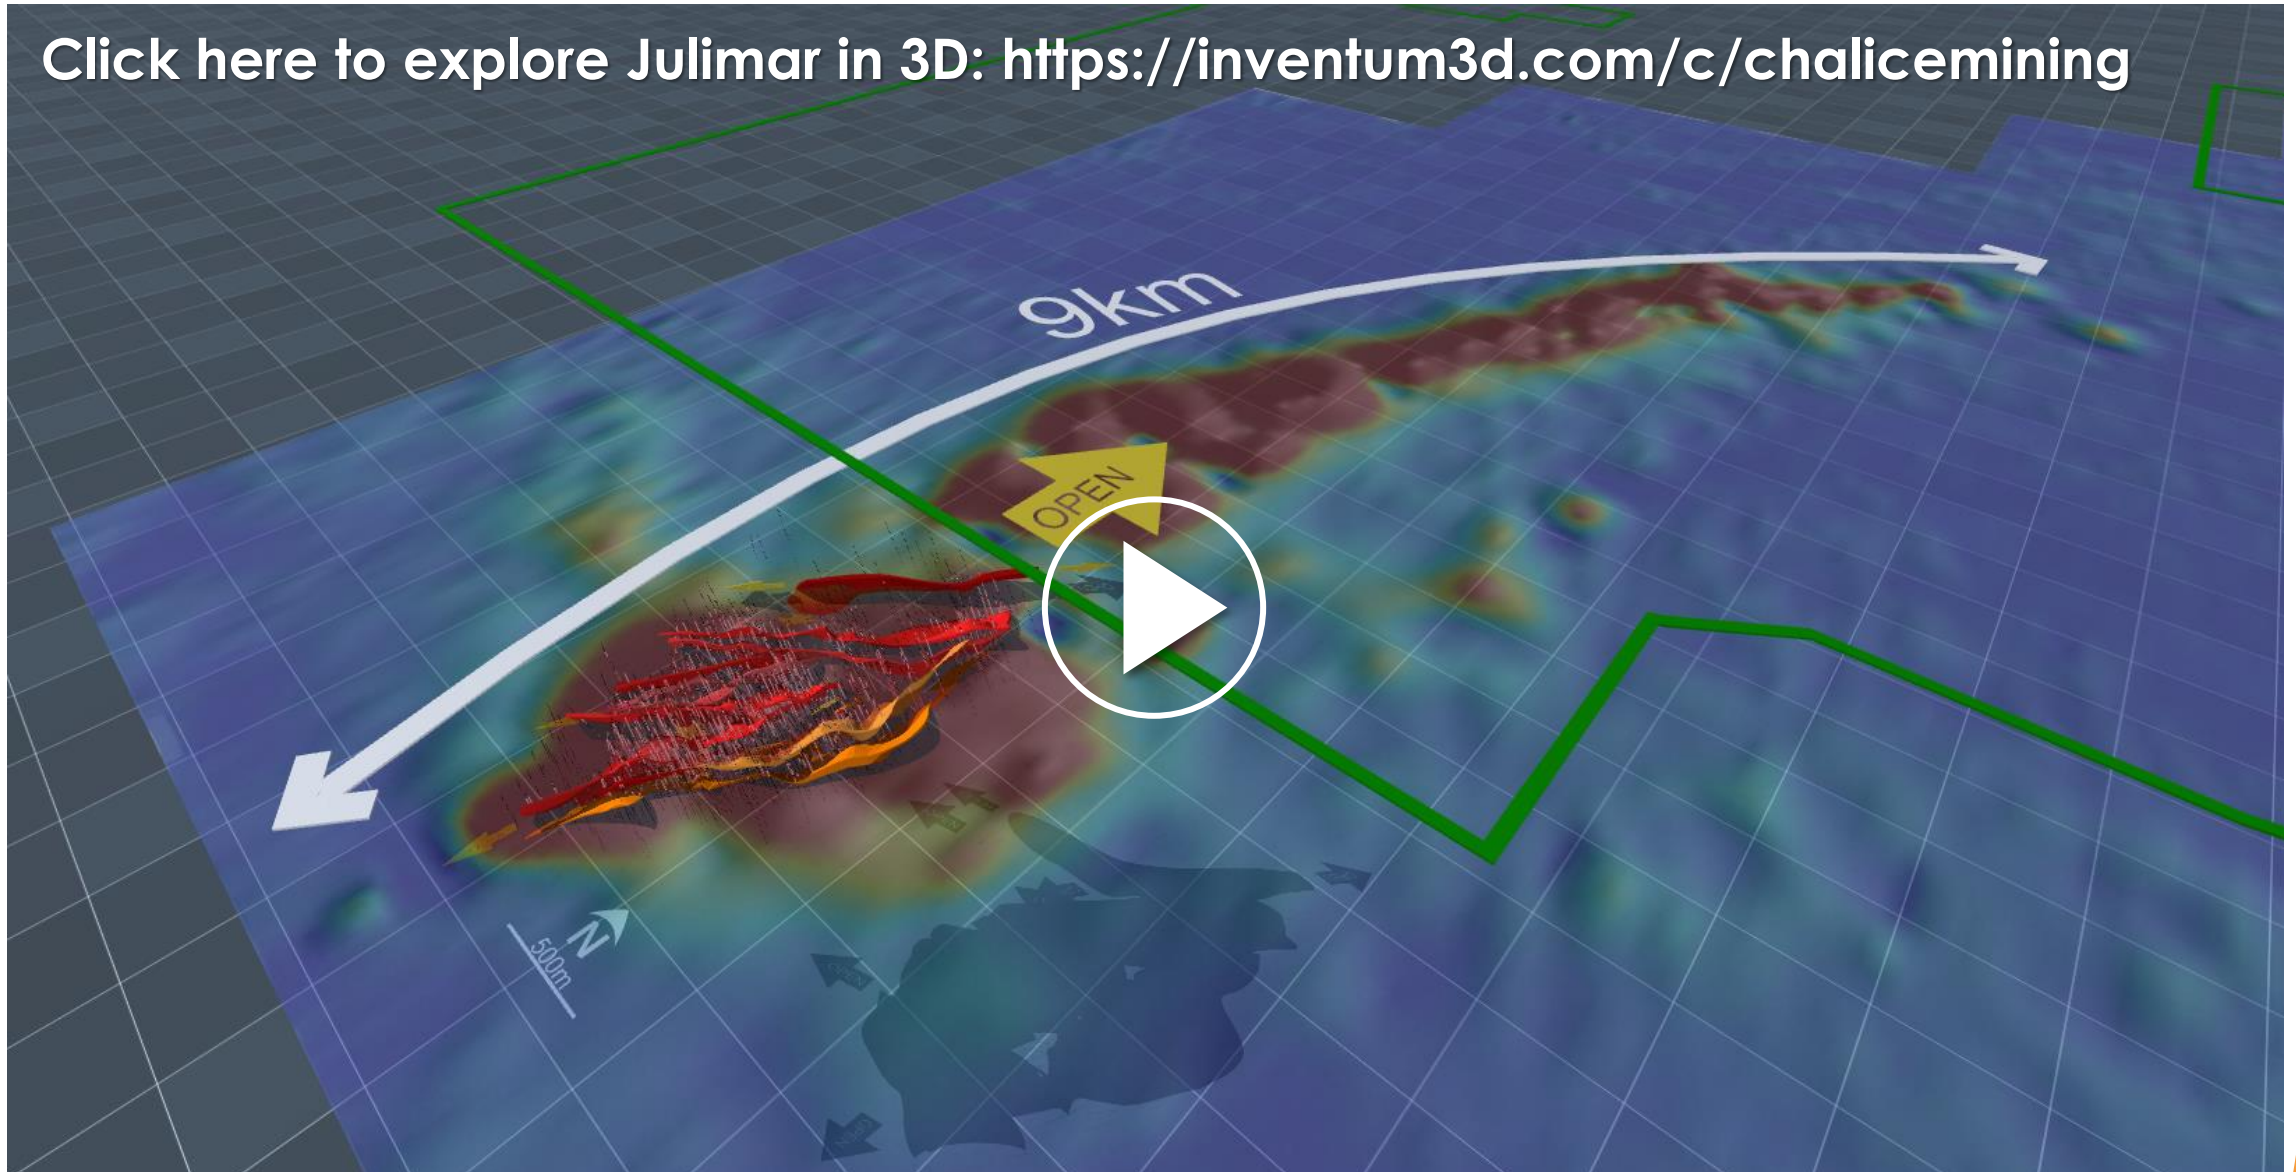 Click here to explore Julimar in 3D: https://inventum3d.com/c/chalicemining
9km
OPEN
N
500m